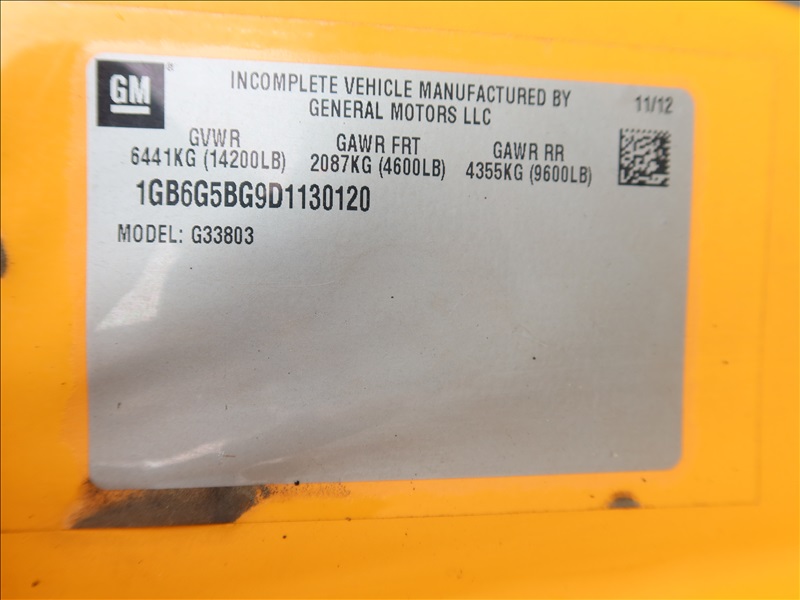 GM
INCOMPLETE VEHICLE MANUFACTURED BY
GENERAL MOTORS LLC
11/12
GVWR GAWR FRT GAWR RR
6441KG (14200LB) 2087KG (4600LB) 4355KG (9600LB)
1GB6G5BG9D1130120
MODEL: G33803